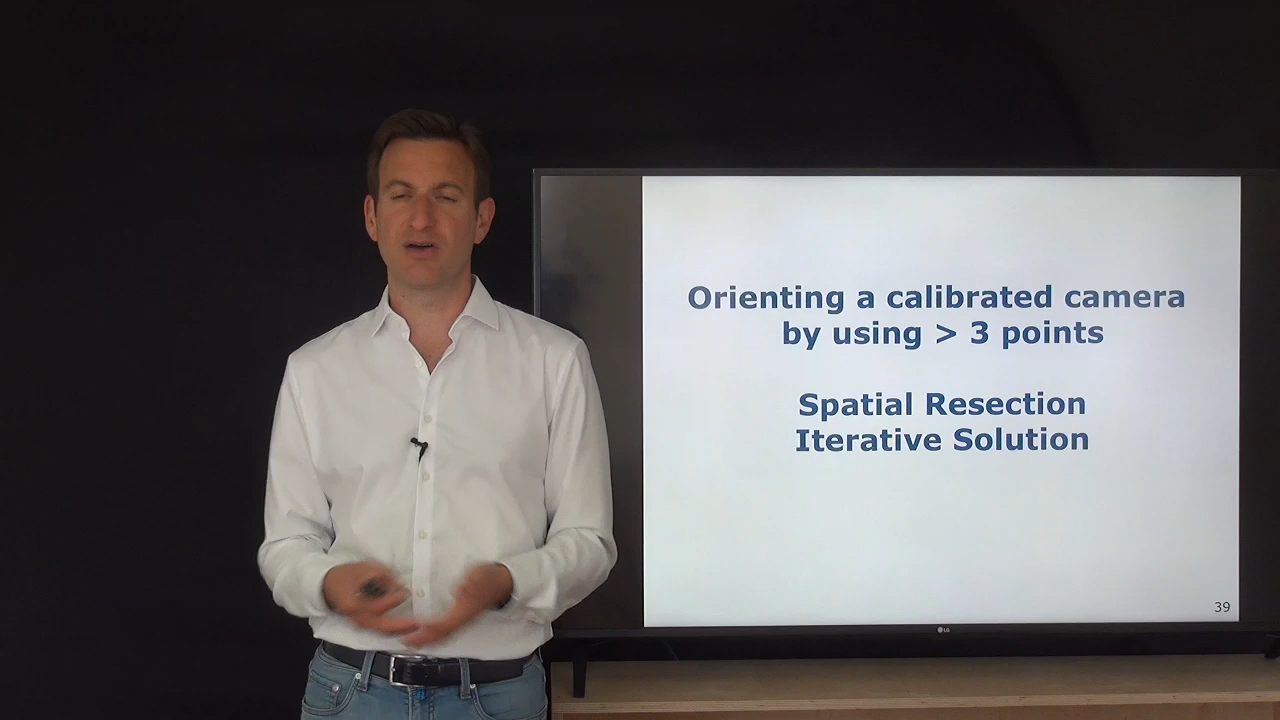 Orienting a calibrated camera
by using > 3 points
Spatial Resection
Iterative Solution
39
LG